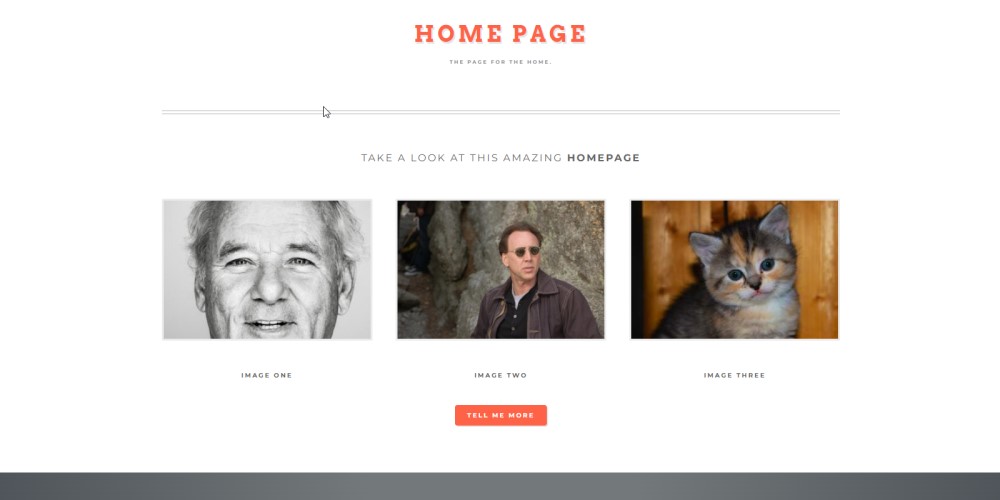 HOME PAGE
THE PAGE FOR THE HOME.
TAKE A LOOK AT THIS AMAZING HOMEPAGE
IMAGE ONE
IMAGE TWO
IMAGE THREE
TELL ME MORE